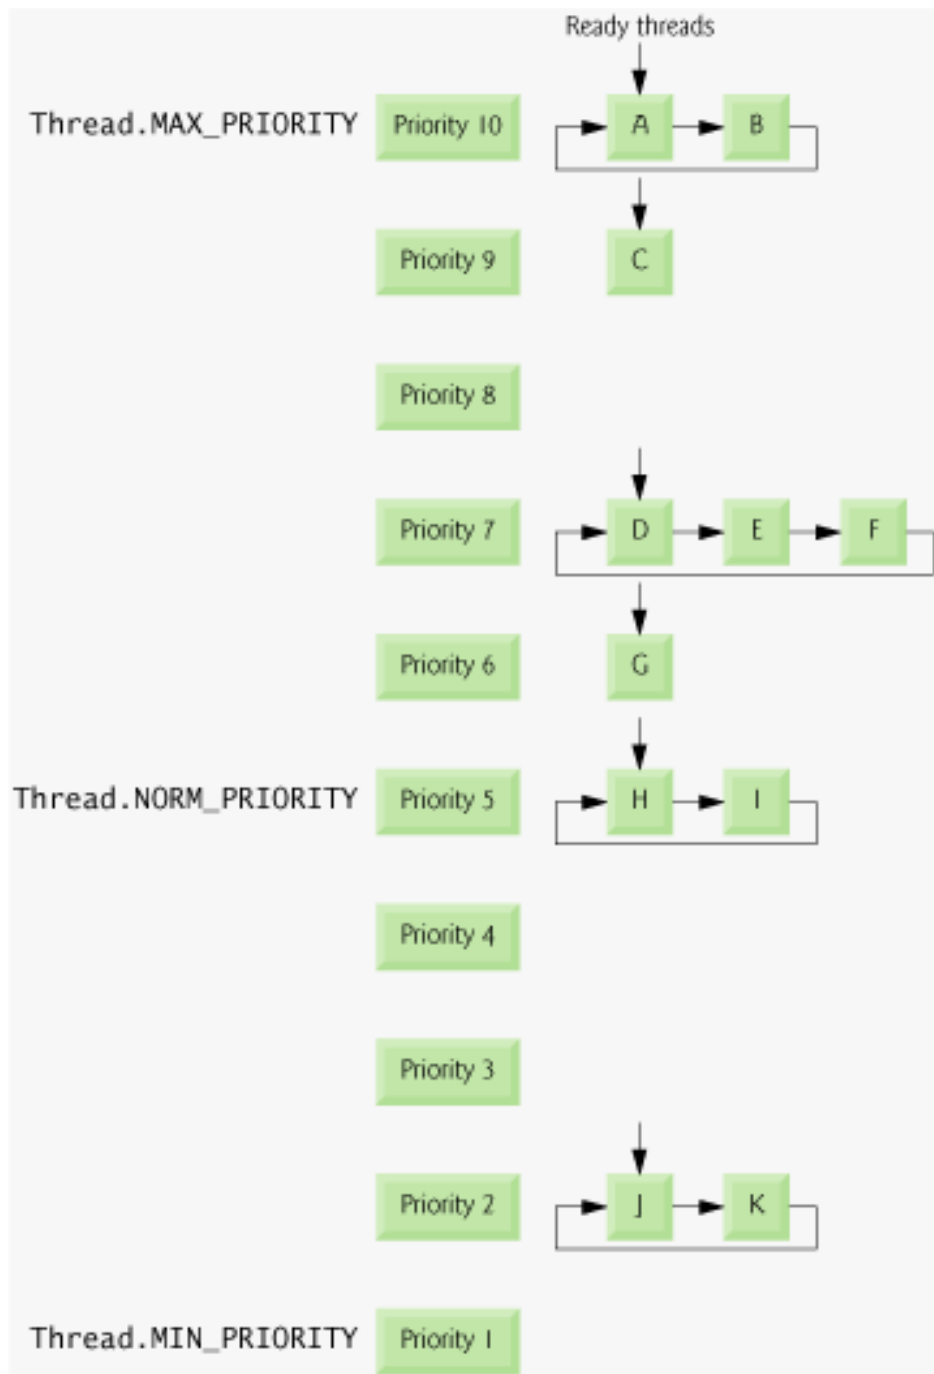 Ready threads
Thread.MAX_PRIORITY Priority 10 A B
Priority 9 C
Priority 8
Priority 7 D E F
Priority 6 G
Thread.NORM_PRIORITY Priority 5 H I
Priority 4
Priority 3
Priority 2 J K
Thread.MIN_PRIORITY Priority 1